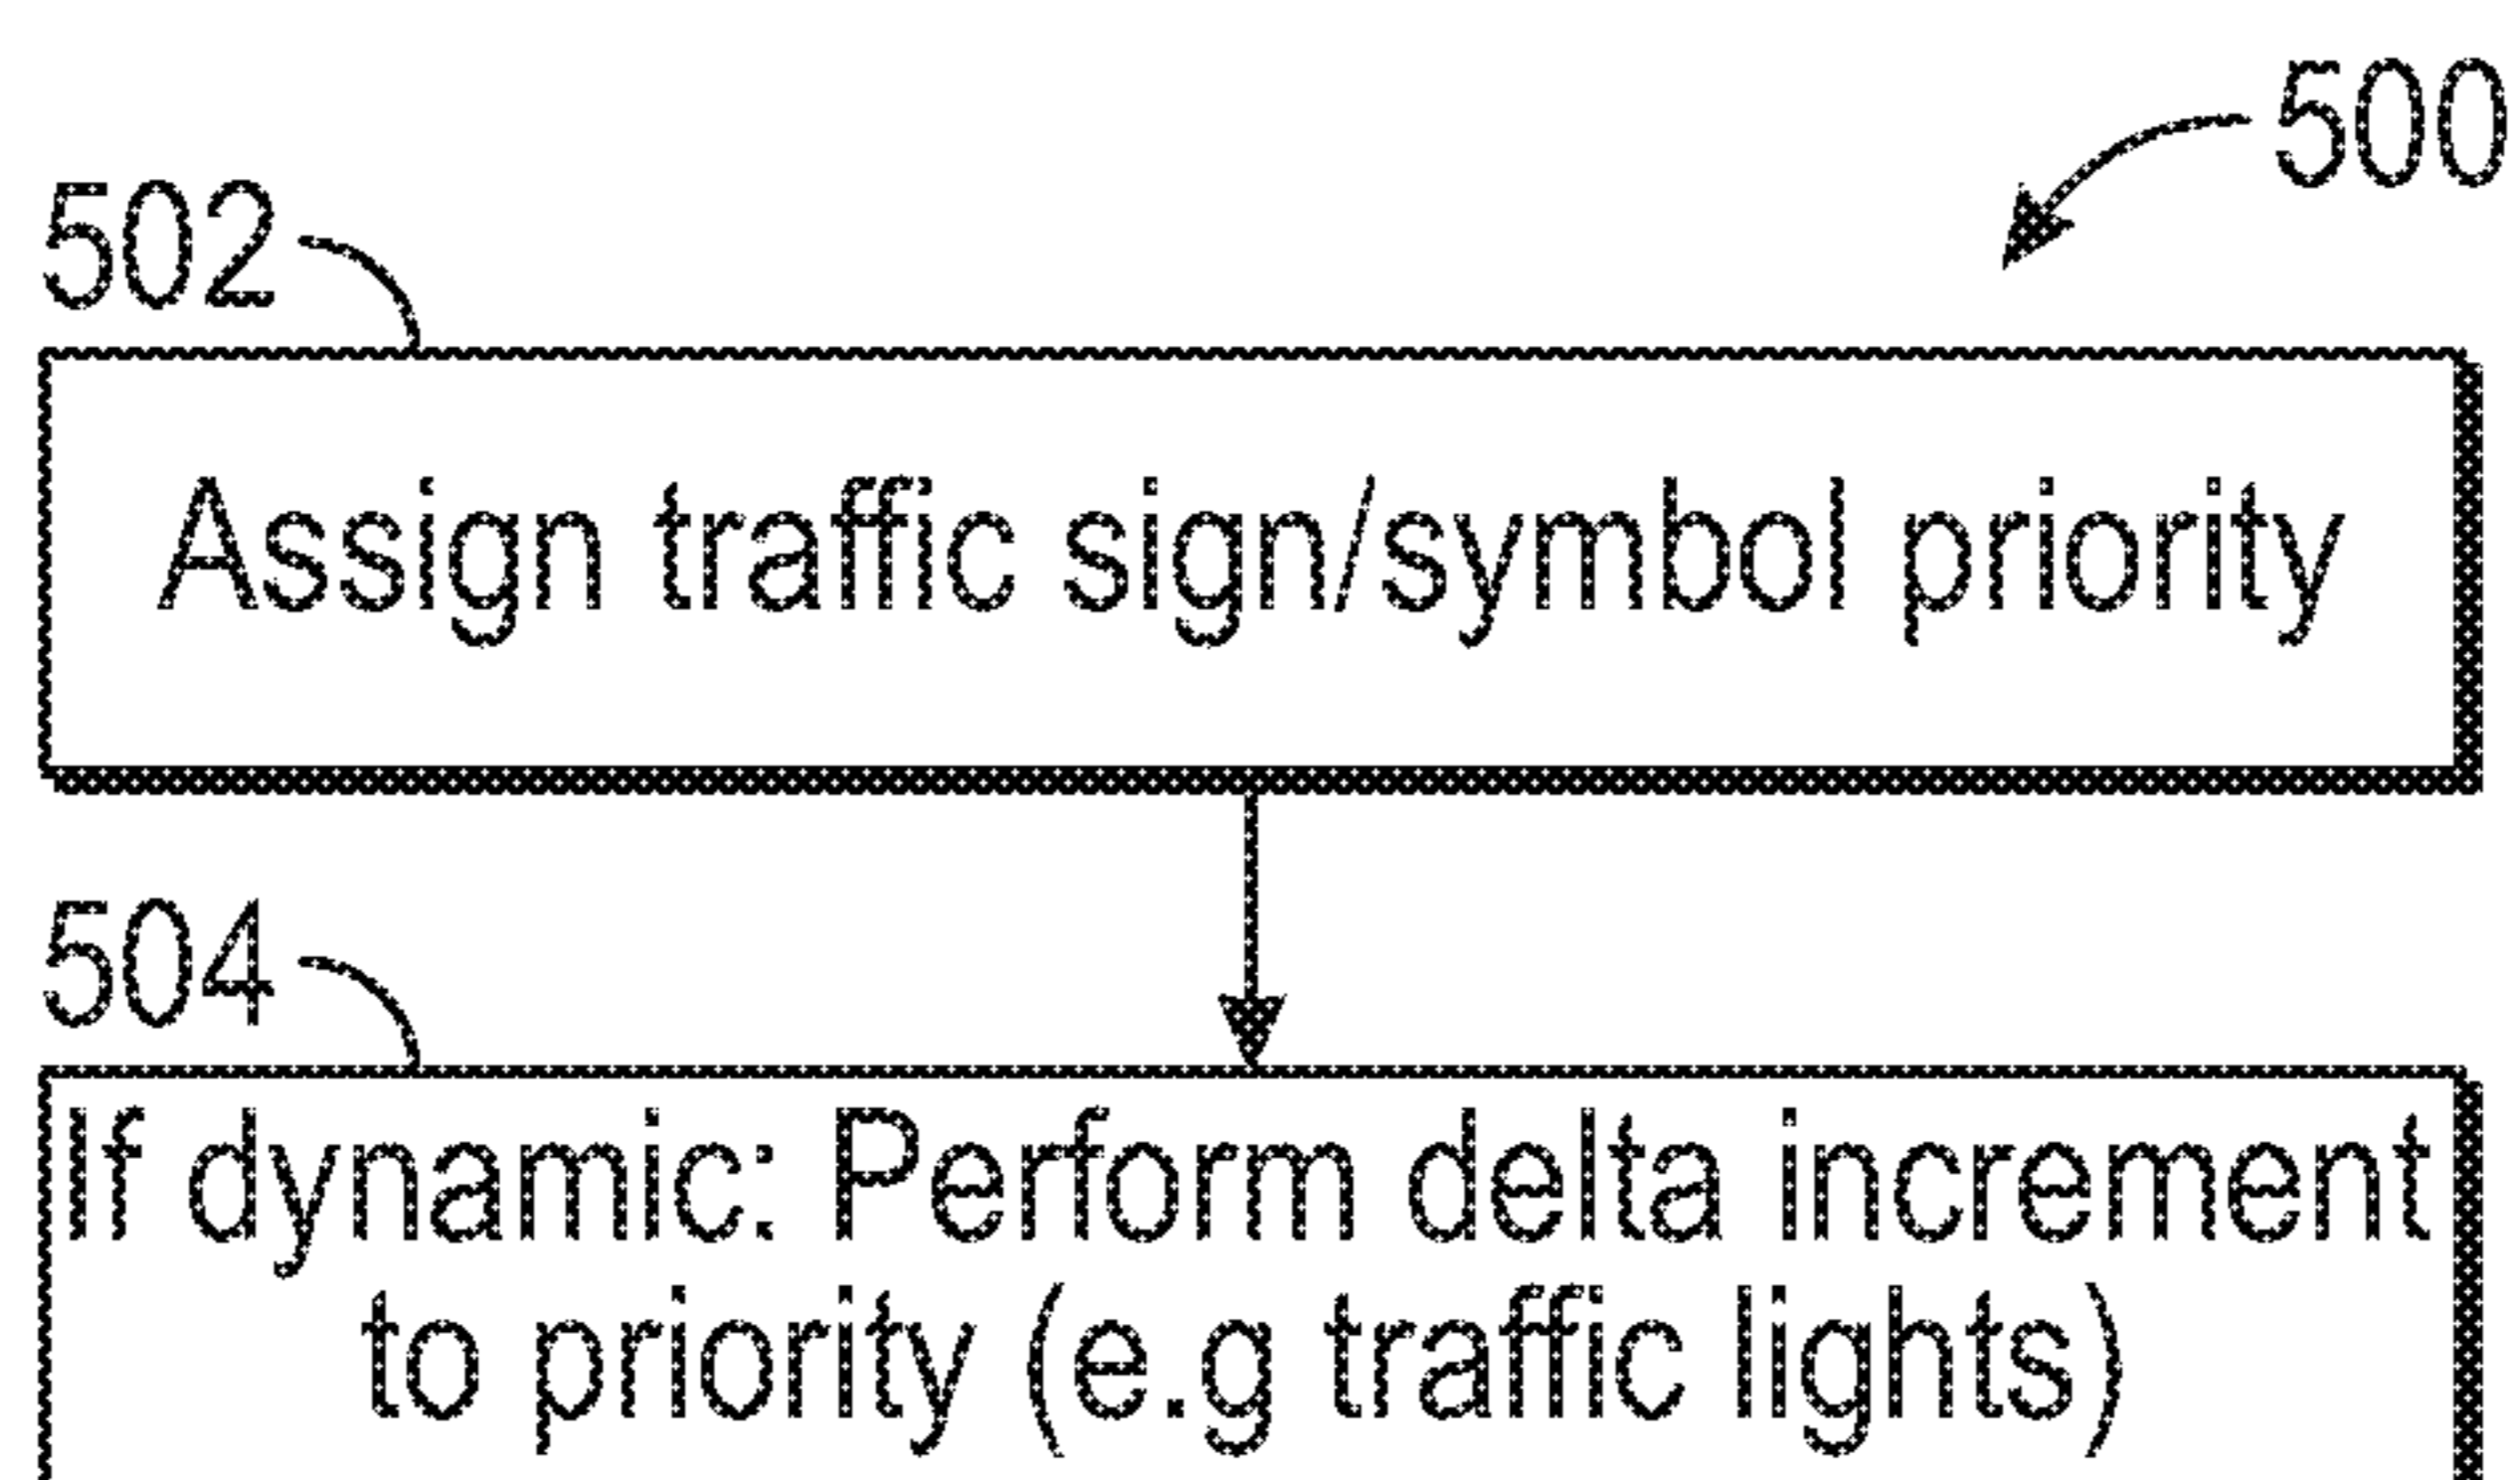 500
502
Assign traffic sign/symbol priority
504
If dynamic: Perform delta increment
to priority (e.g traffic lights)